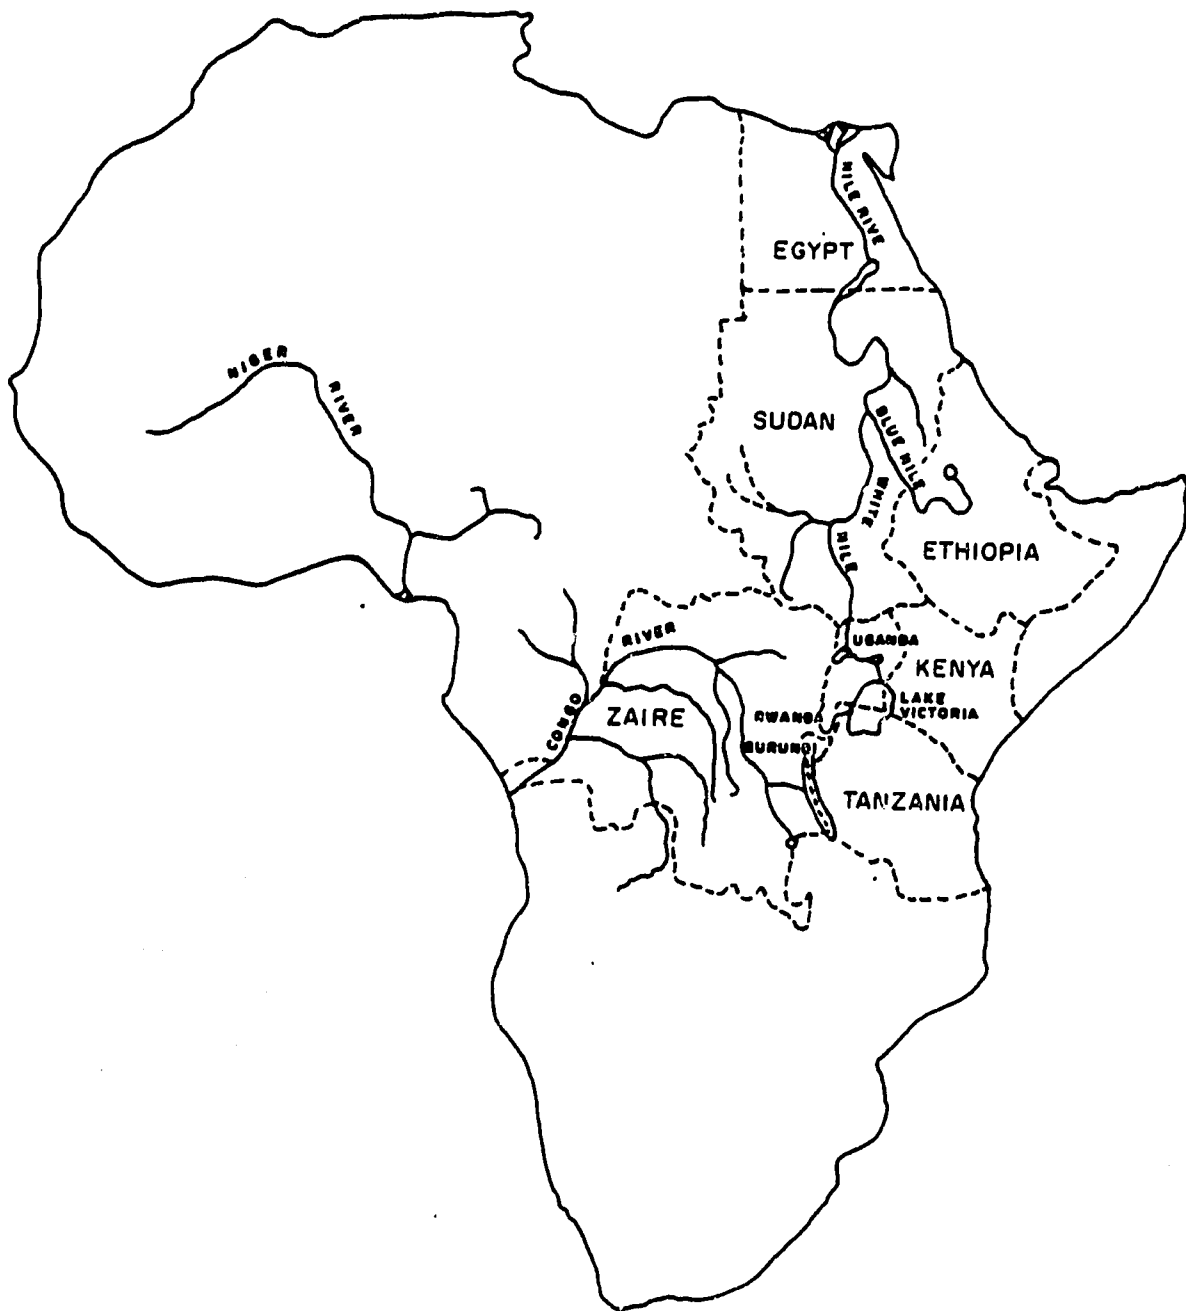 NILE RIVE
EGYPT
NIGER
RIVER
SUDAN
BLUE NILE
WHITE
NILE
ETHIOPIA
RIVER
UGANDA
KENYA
LAKE
VICTORIA
CONGO
ZAIRE
RWANDA
BURUNDI
TANZANIA